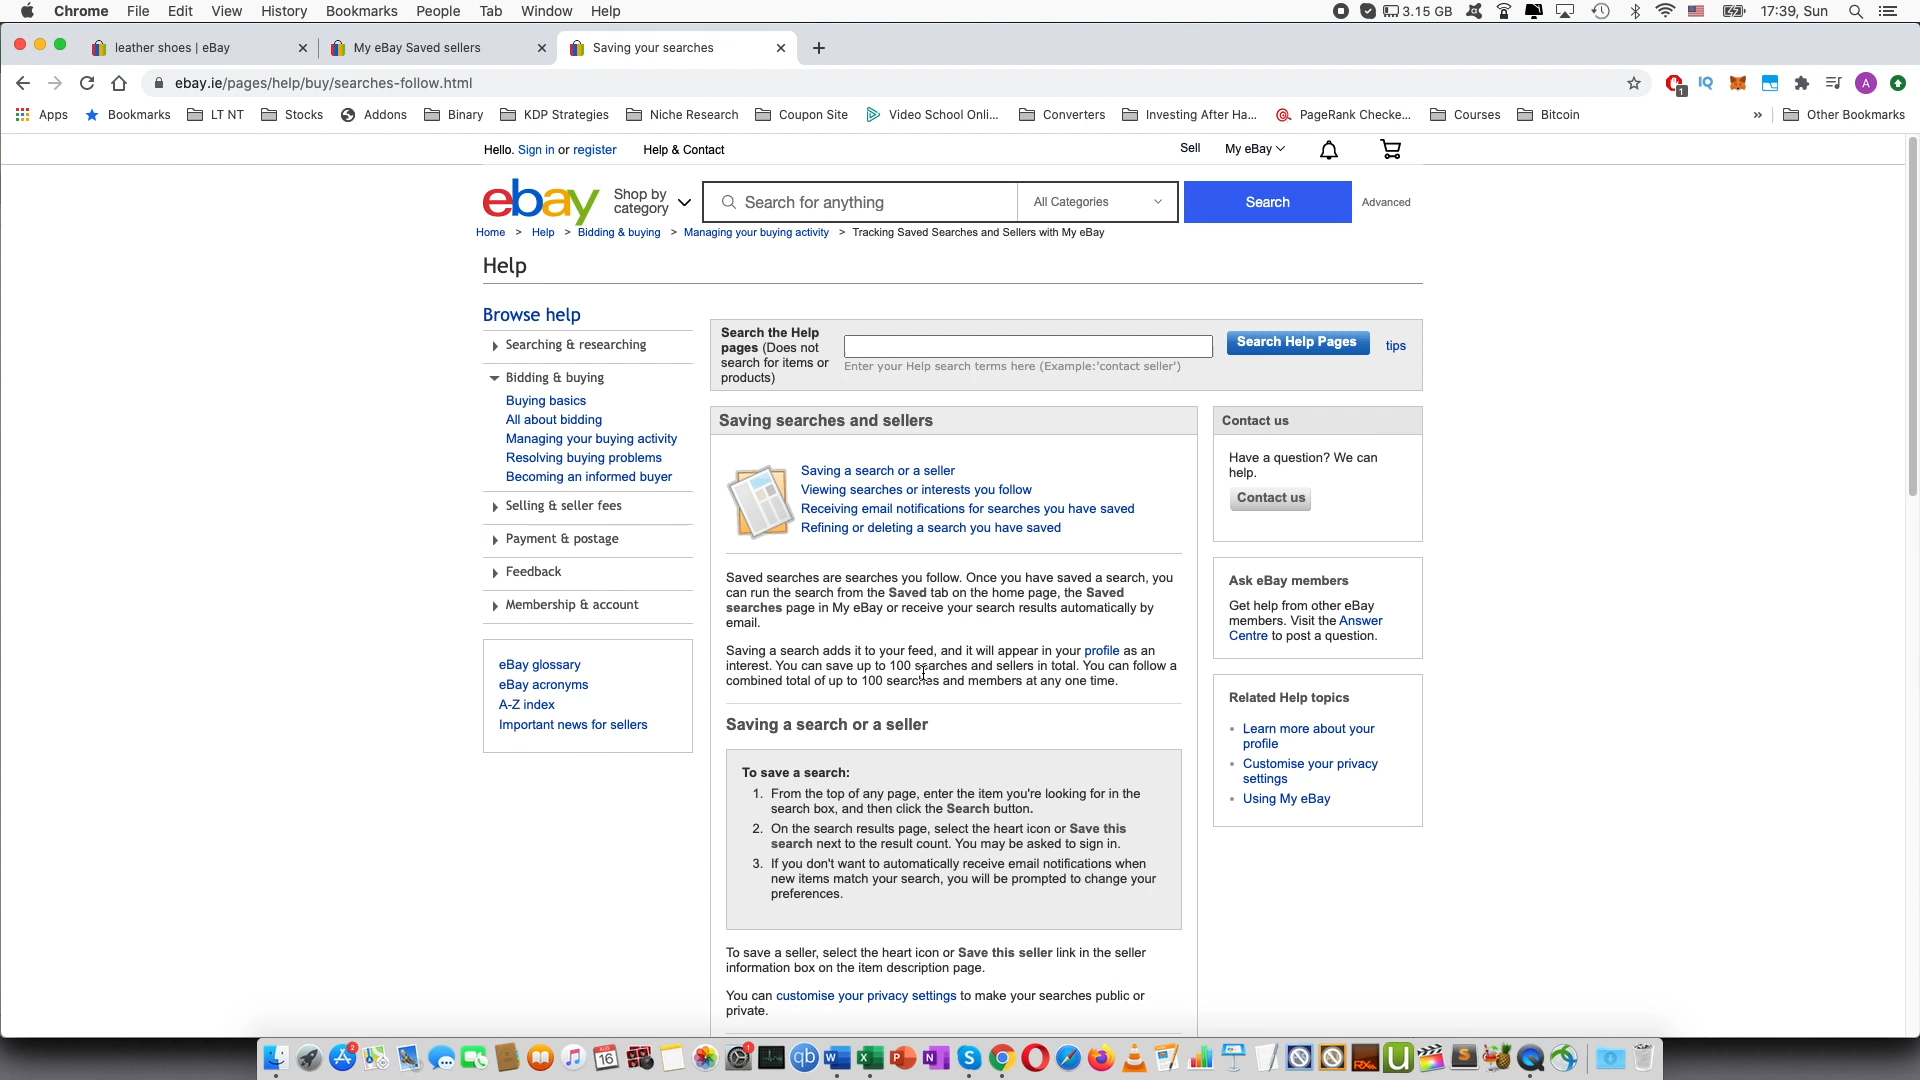 Chrome File Edit View History Bookmarks People Tab Window Help 3.15 GB 17:39, Sun
leather shoes | eBay My eBay Saved sellers Saving your searches
ebay.ie/pages/help/buy/searches-follow.html
Apps Bookmarks LT NT Stocks Addons Binary KDP Strategies Niche Research Coupon Site Video School Onli... Converters Investing After Ha... PageRank Checke... Courses Bitcoin » Other Bookmarks
Hello. Sign in or register Help & Contact Sell My eBay
ebay Shop by category Search for anything All Categories Search Advanced
Home > Help > Bidding & buying > Managing your buying activity > Tracking Saved Searches and Sellers with My eBay
Help
Browse help
Searching & researching
Bidding & buying
Buying basics
All about bidding
Managing your buying activity
Resolving buying problems
Becoming an informed buyer
Selling & seller fees
Payment & postage
Feedback
Membership & account
eBay glossary
eBay acronyms
A-Z index
Important news for sellers
Search the Help
pages (Does not
search for items or
products)
Enter your Help search terms here (Example:'contact seller')
Search Help Pages tips
Saving searches and sellers
Saving a search or a seller
Viewing searches or interests you follow
Receiving email notifications for searches you have saved
Refining or deleting a search you have saved
Saved searches are searches you follow. Once you have saved a search, you
can run the search from the Saved tab on the home page, the Saved
searches page in My eBay or receive your search results automatically by
email.
Saving a search adds it to your feed, and it will appear in your profile as an
interest. You can save up to 100 searches and sellers in total. You can follow a
combined total of up to 100 searches and members at any one time.
Saving a search or a seller
To save a search:
1. From the top of any page, enter the item you're looking for in the
search box, and then click the Search button.
2. On the search results page, select the heart icon or Save this
search next to the result count. You may be asked to sign in.
3. If you don't want to automatically receive email notifications when
new items match your search, you will be prompted to change your
preferences.
To save a seller, select the heart icon or Save this seller link in the seller
information box on the item description page.
You can customise your privacy settings to make your searches public or
private.
Contact us
Have a question? We can
help.
Contact us
Ask eBay members
Get help from other eBay
members. Visit the Answer
Centre to post a question.
Related Help topics
Learn more about your
profile
Customise your privacy
settings
Using My eBay